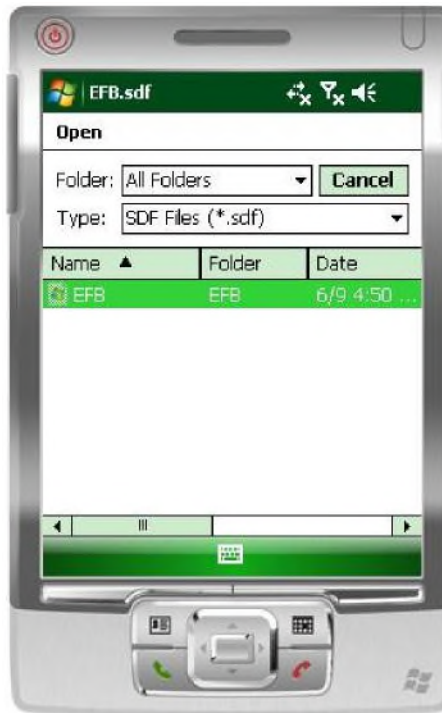 EFB.sdf
Open
Folder: All Folders Cancel
Type: SDF Files (*.sdf)
Name Folder Date
EFB EFB 6/9 4:50 ...